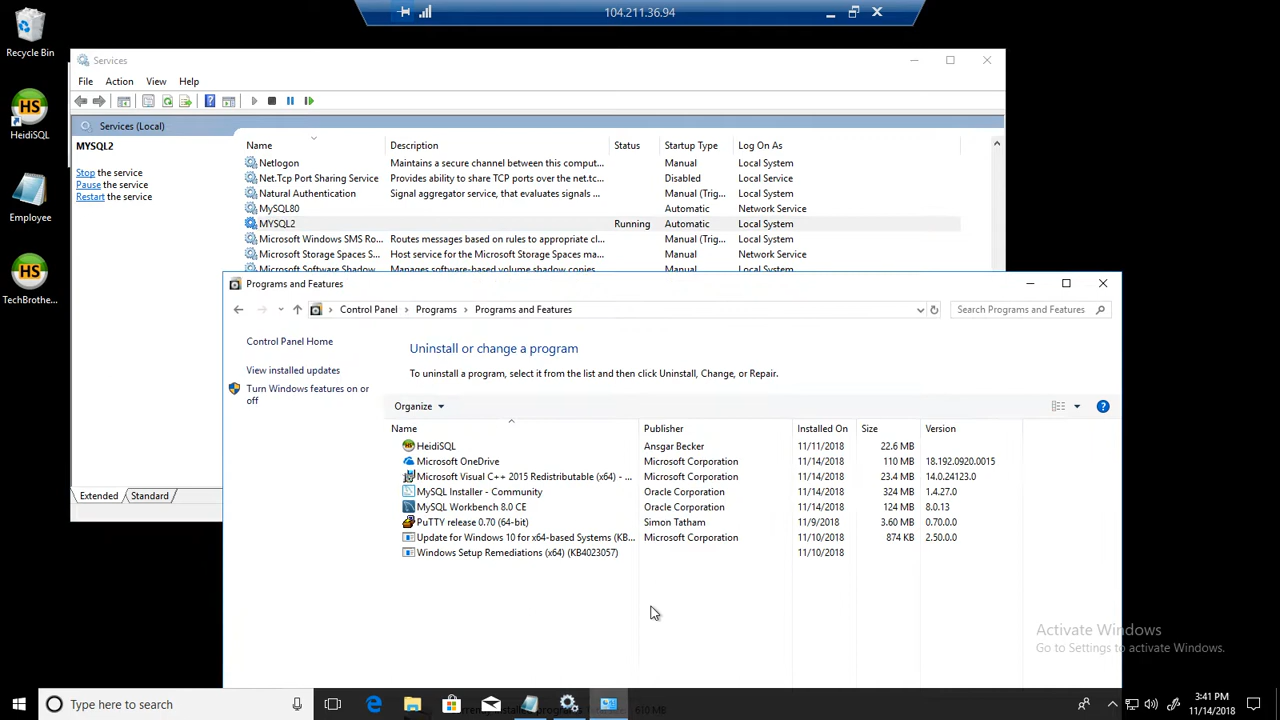 104.211.36.94
Recycle Bin
HeidiSQL
Employee
TechBrothe...
Services
File Action View Help
Services (Local)
MYSQL2
Stop the service
Pause the service
Restart the service
Name Description Status Startup Type Log On As
Netlogon Maintains a secure channel between this comput... Manual Local System
Net.Tcp Port Sharing Service Provides ability to share TCP ports over the net.tc... Disabled Local Service
Natural Authentication Signal aggregator service, that evaluates signals ... Manual (Trig... Local System
MySQL80 Automatic Network Service
MYSQL2 Running Automatic Local System
Microsoft Windows SMS Ro... Routes messages based on rules to appropriate cl... Manual (Trig... Local System
Microsoft Storage Spaces S... Host service for the Microsoft Storage Spaces ma... Manual Network Service
Microsoft Software Shadow Manages software-based volume shadow copies Manual Local System
Extended Standard
Programs and Features
Control Panel Programs Programs and Features Search Programs and Features
Control Panel Home
View installed updates
Turn Windows features on or
off
Uninstall or change a program
To uninstall a program, select it from the list and then click Uninstall, Change, or Repair.
Organize
Name Publisher Installed On Size Version
HeidiSQL Ansgar Becker 11/11/2018 22.6 MB
Microsoft OneDrive Microsoft Corporation 11/14/2018 110 MB 18.192.0920.0015
Microsoft Visual C++ 2015 Redistributable (x64) - ... Microsoft Corporation 11/14/2018 23.4 MB 14.0.24123.0
MySQL Installer - Community Oracle Corporation 11/14/2018 324 MB 1.4.27.0
MySQL Workbench 8.0 CE Oracle Corporation 11/14/2018 124 MB 8.0.13
PuTTY release 0.70 (64-bit) Simon Tatham 11/9/2018 3.60 MB 0.70.0.0
Update for Windows 10 for x64-based Systems (KB... Microsoft Corporation 11/10/2018 874 KB 2.50.0.0
Windows Setup Remediations (x64) (KB4023057) 11/10/2018
Activate Windows
Go to Settings to activate Windows.
Type here to search
3:41 PM
11/14/2018